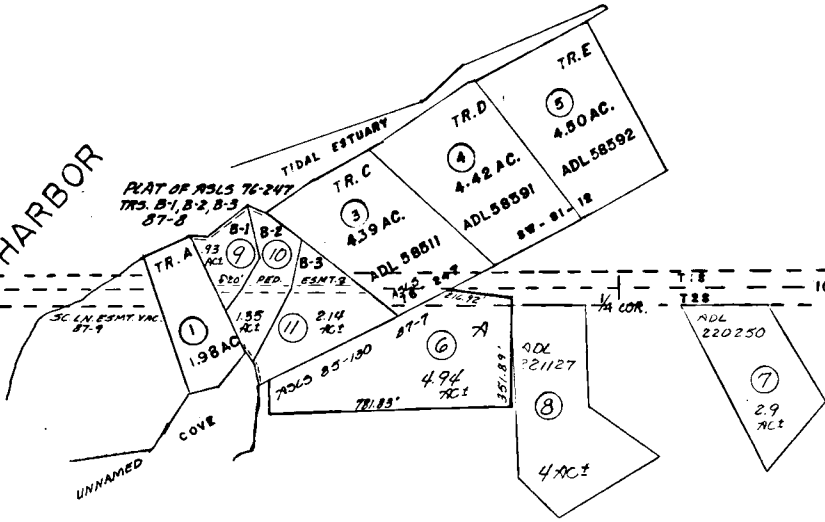 HARBOR
PLAT OF ASLS 76-247
TRS. B-1, B-2, B-3
87-8
TIDAL ESTUARY
TR. E
5
4.50 AC.
ADL 58592
TR. D
4
4.42 AC.
ADL 58591
SW - 81 - 12
TR. C
3
4.39 AC.
ADL 58511
ASLS
76 - 247
TR. A
1
1.98 AC
B-1
.93
AC±
9
B-2
10
B-3
PED. ESMT.
1.35
AC±
11
2.14
AC±
SC. LN. ESMT. VAC.
87-9
T 1 S
T 2 S
1/4 COR.
216.92
ASLS 85-130
87-7
A
6
4.94
AC±
351.89'
781.83'
ADL
221127
8
4 AC±
ADL
220250
7
2.9
AC±
UNNAMED COVE